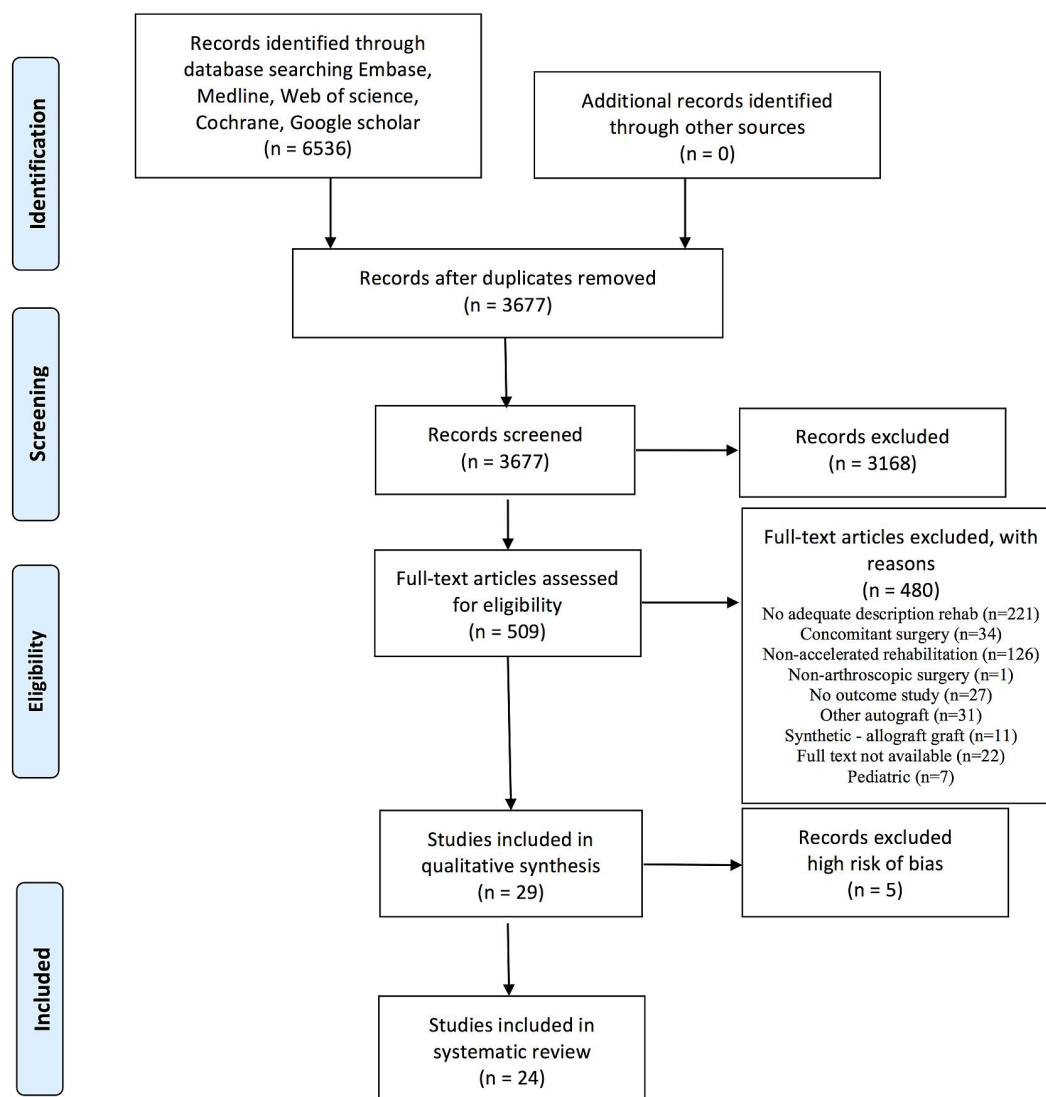 Identification
Records identified through
database searching Embase,
Medline, Web of science,
Cochrane, Google scholar
(n = 6536)
Additional records identified
through other sources
(n = 0)
Records after duplicates removed
(n = 3677)
Screening
Records screened
(n = 3677)
Records excluded
(n = 3168)
Eligibility
Full-text articles assessed
for eligibility
(n = 509)
Full-text articles excluded, with
reasons
(n = 480)
No adequate description rehab (n=221)
Concomitant surgery (n=34)
Non-accelerated rehabilitation (n=126)
Non-arthroscopic surgery (n=1)
No outcome study (n=27)
Other autograft (n=31)
Synthetic - allograft graft (n=11)
Full text not available (n=22)
Pediatric (n=7)
Studies included in
qualitative synthesis
(n = 29)
Records excluded
high risk of bias
(n = 5)
Included
Studies included in
systematic review
(n = 24)